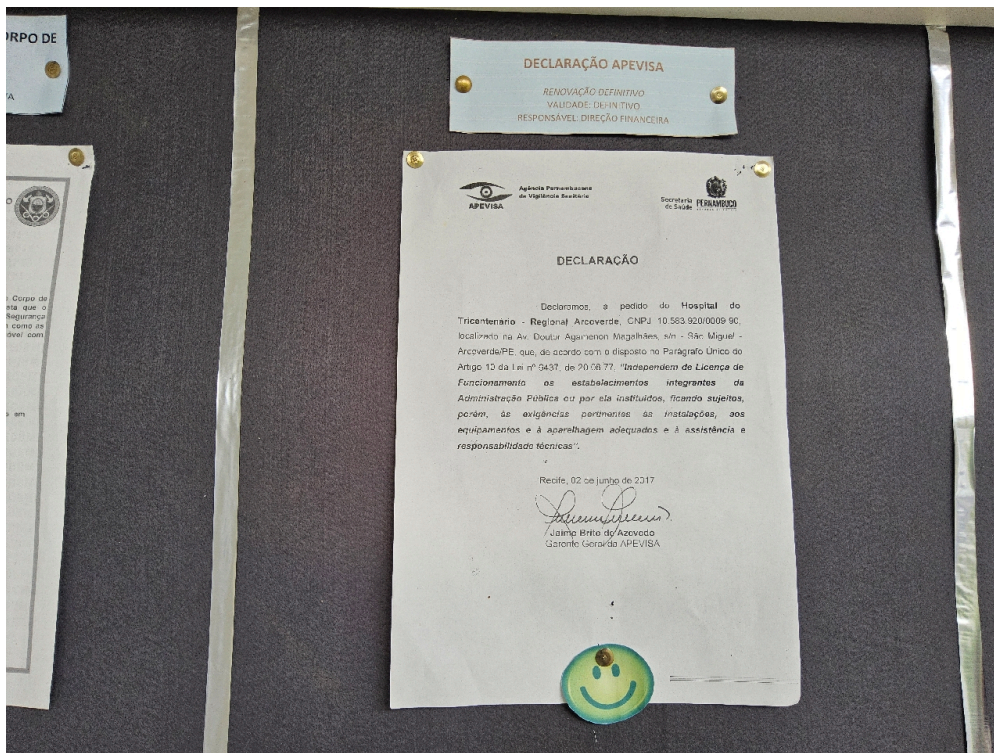 ORPO DE
DECLARAÇÃO APEVISA
RENOVAÇÃO DEFINITIVO
VALIDADE: DEFINITIVO
RESPONSÁVEL: DIREÇÃO FINANCEIRA
APEVISA
Agência Pernambucana
de Vigilância Sanitária
Secretaria
de Saúde
PERNAMBUCO
DECLARAÇÃO
Declaramos, a pedido do Hospital do
Tricentenário - Regional Arcoverde, CNPJ 10.583.920/0009-90,
localizado na Av. Doutor Agamenon Magalhães, s/n - São Miguel -
Arcoverde/PE, que, de acordo com o disposto no Parágrafo Único do
Artigo 10 da Lei nº 6437, de 20.08.77, "Independem de Licença de
Funcionamento os estabelecimentos integrantes da
Administração Pública ou por ela instituídos, ficando sujeitos,
porém, às exigências pertinentes às instalações, aos
equipamentos e à aparelhagem adequados e à assistência e
responsabilidade técnicas".
Recife, 02 de junho de 2017
Jaime Brito de Azevedo
Gerente Geral da APEVISA
Corpo de
que o
Segurança
como as
com
em